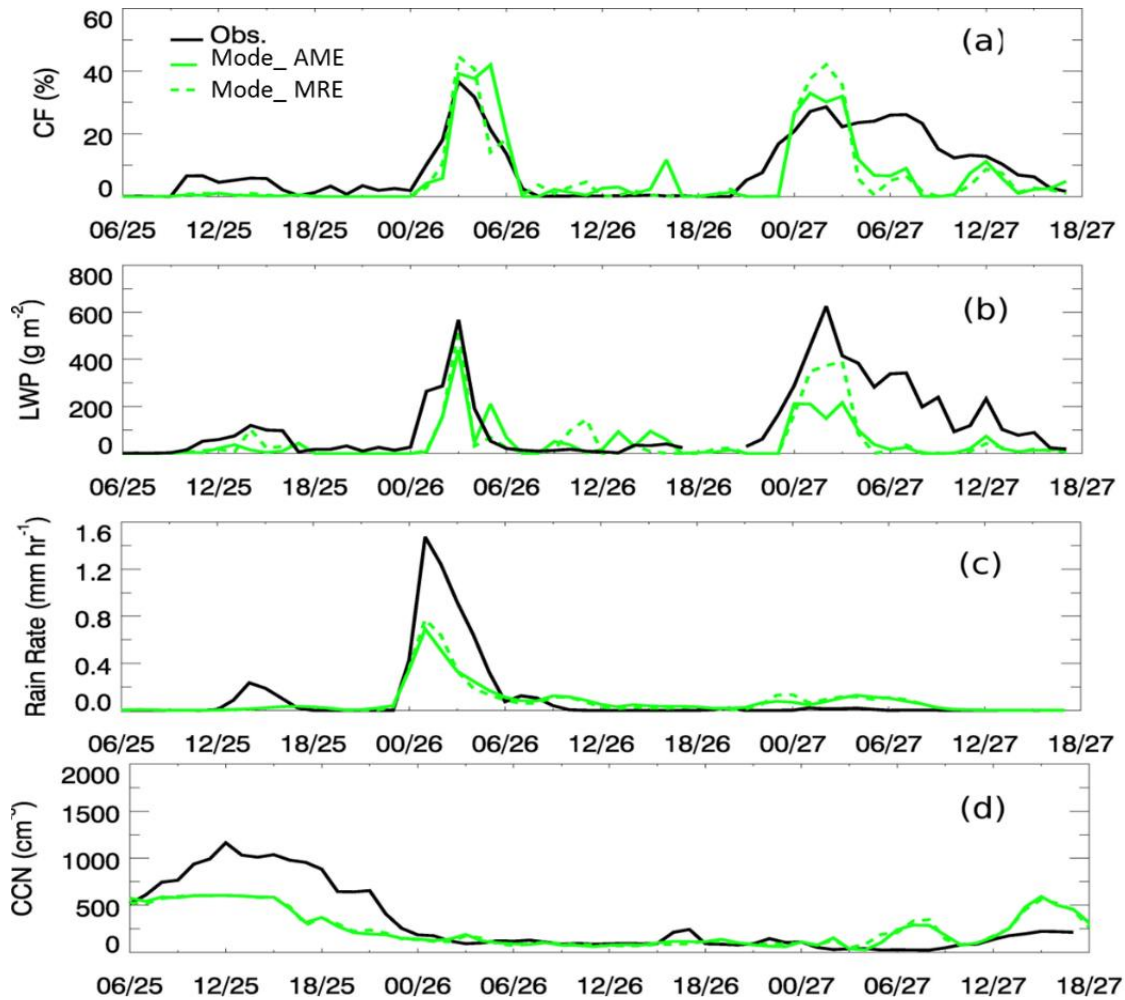 60
40
20
0
CF (%)
Obs.
Mode_ AME
Mode_ MRE
(a)
06/25 12/25 18/25 00/26 06/26 12/26 18/26 00/27 06/27 12/27 18/27
800
600
400
200
0
LWP (g m-2)
(b)
06/25 12/25 18/25 00/26 06/26 12/26 18/26 00/27 06/27 12/27 18/27
1.6
1.2
0.8
0.4
0.0
Rain Rate (mm hr-1)
(c)
06/25 12/25 18/25 00/26 06/26 12/26 18/26 00/27 06/27 12/27 18/27
2000
1500
1000
500
0
CCN (cm
(d)
06/25 12/25 18/25 00/26 06/26 12/26 18/26 00/27 06/27 12/27 18/27